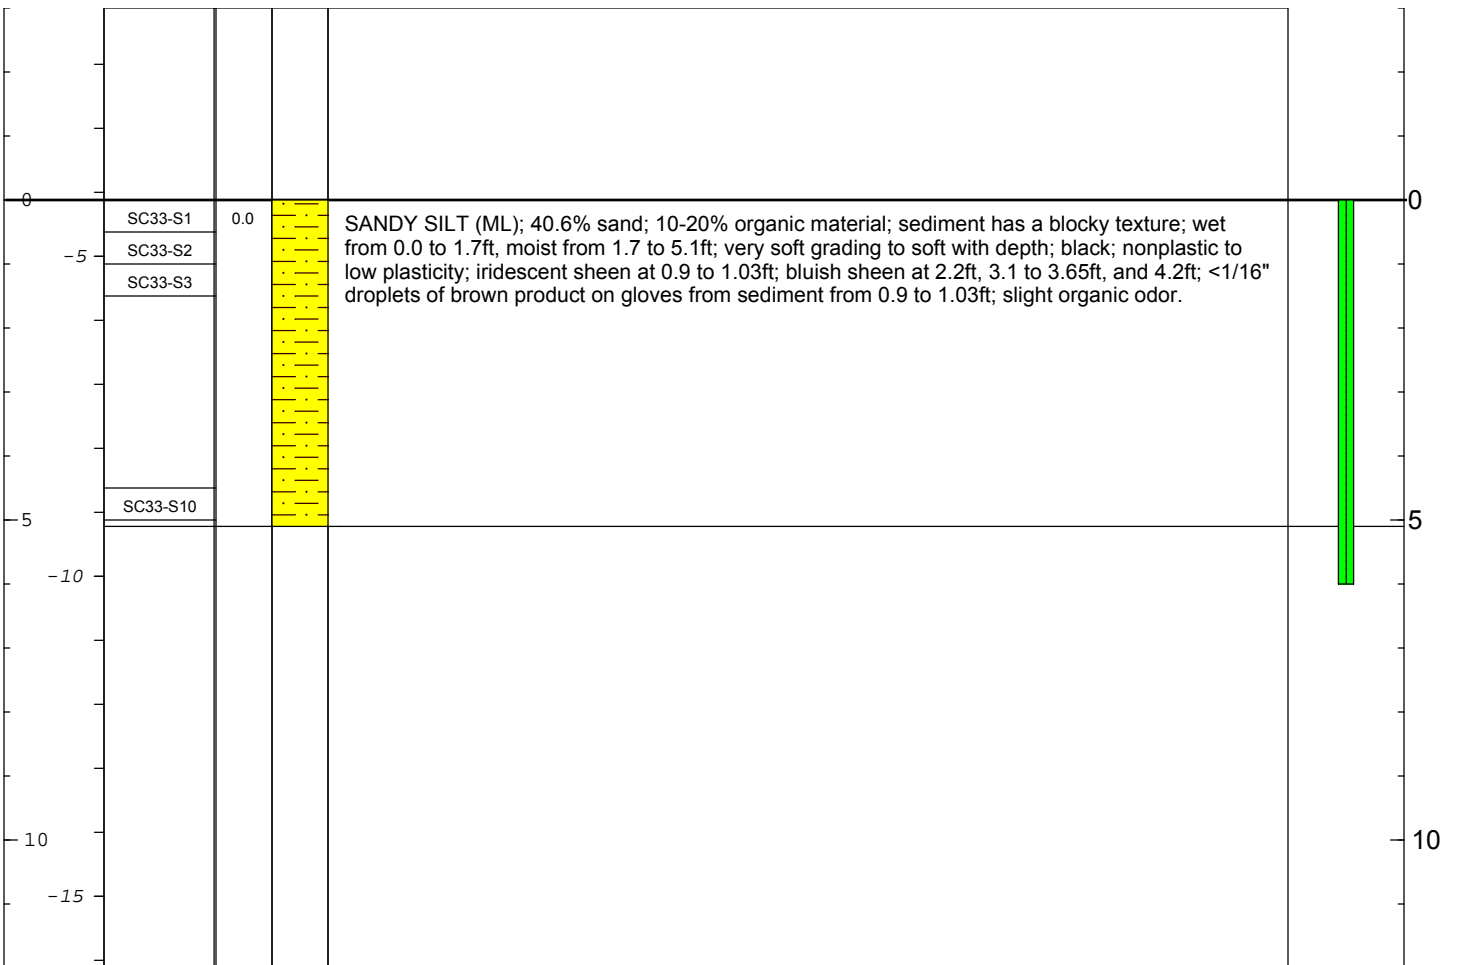 0
0
SC33-S1
0.0
SANDY SILT (ML); 40.6% sand; 10-20% organic material; sediment has a blocky texture; wet
from 0.0 to 1.7ft, moist from 1.7 to 5.1ft; very soft grading to soft with depth; black; nonplastic to
low plasticity; iridescent sheen at 0.9 to 1.03ft; bluish sheen at 2.2ft, 3.1 to 3.65ft, and 4.2ft; <1/16"
droplets of brown product on gloves from sediment from 0.9 to 1.03ft; slight organic odor.
SC33-S2
-5
SC33-S3
SC33-S10
5
5
-10
10
10
-15